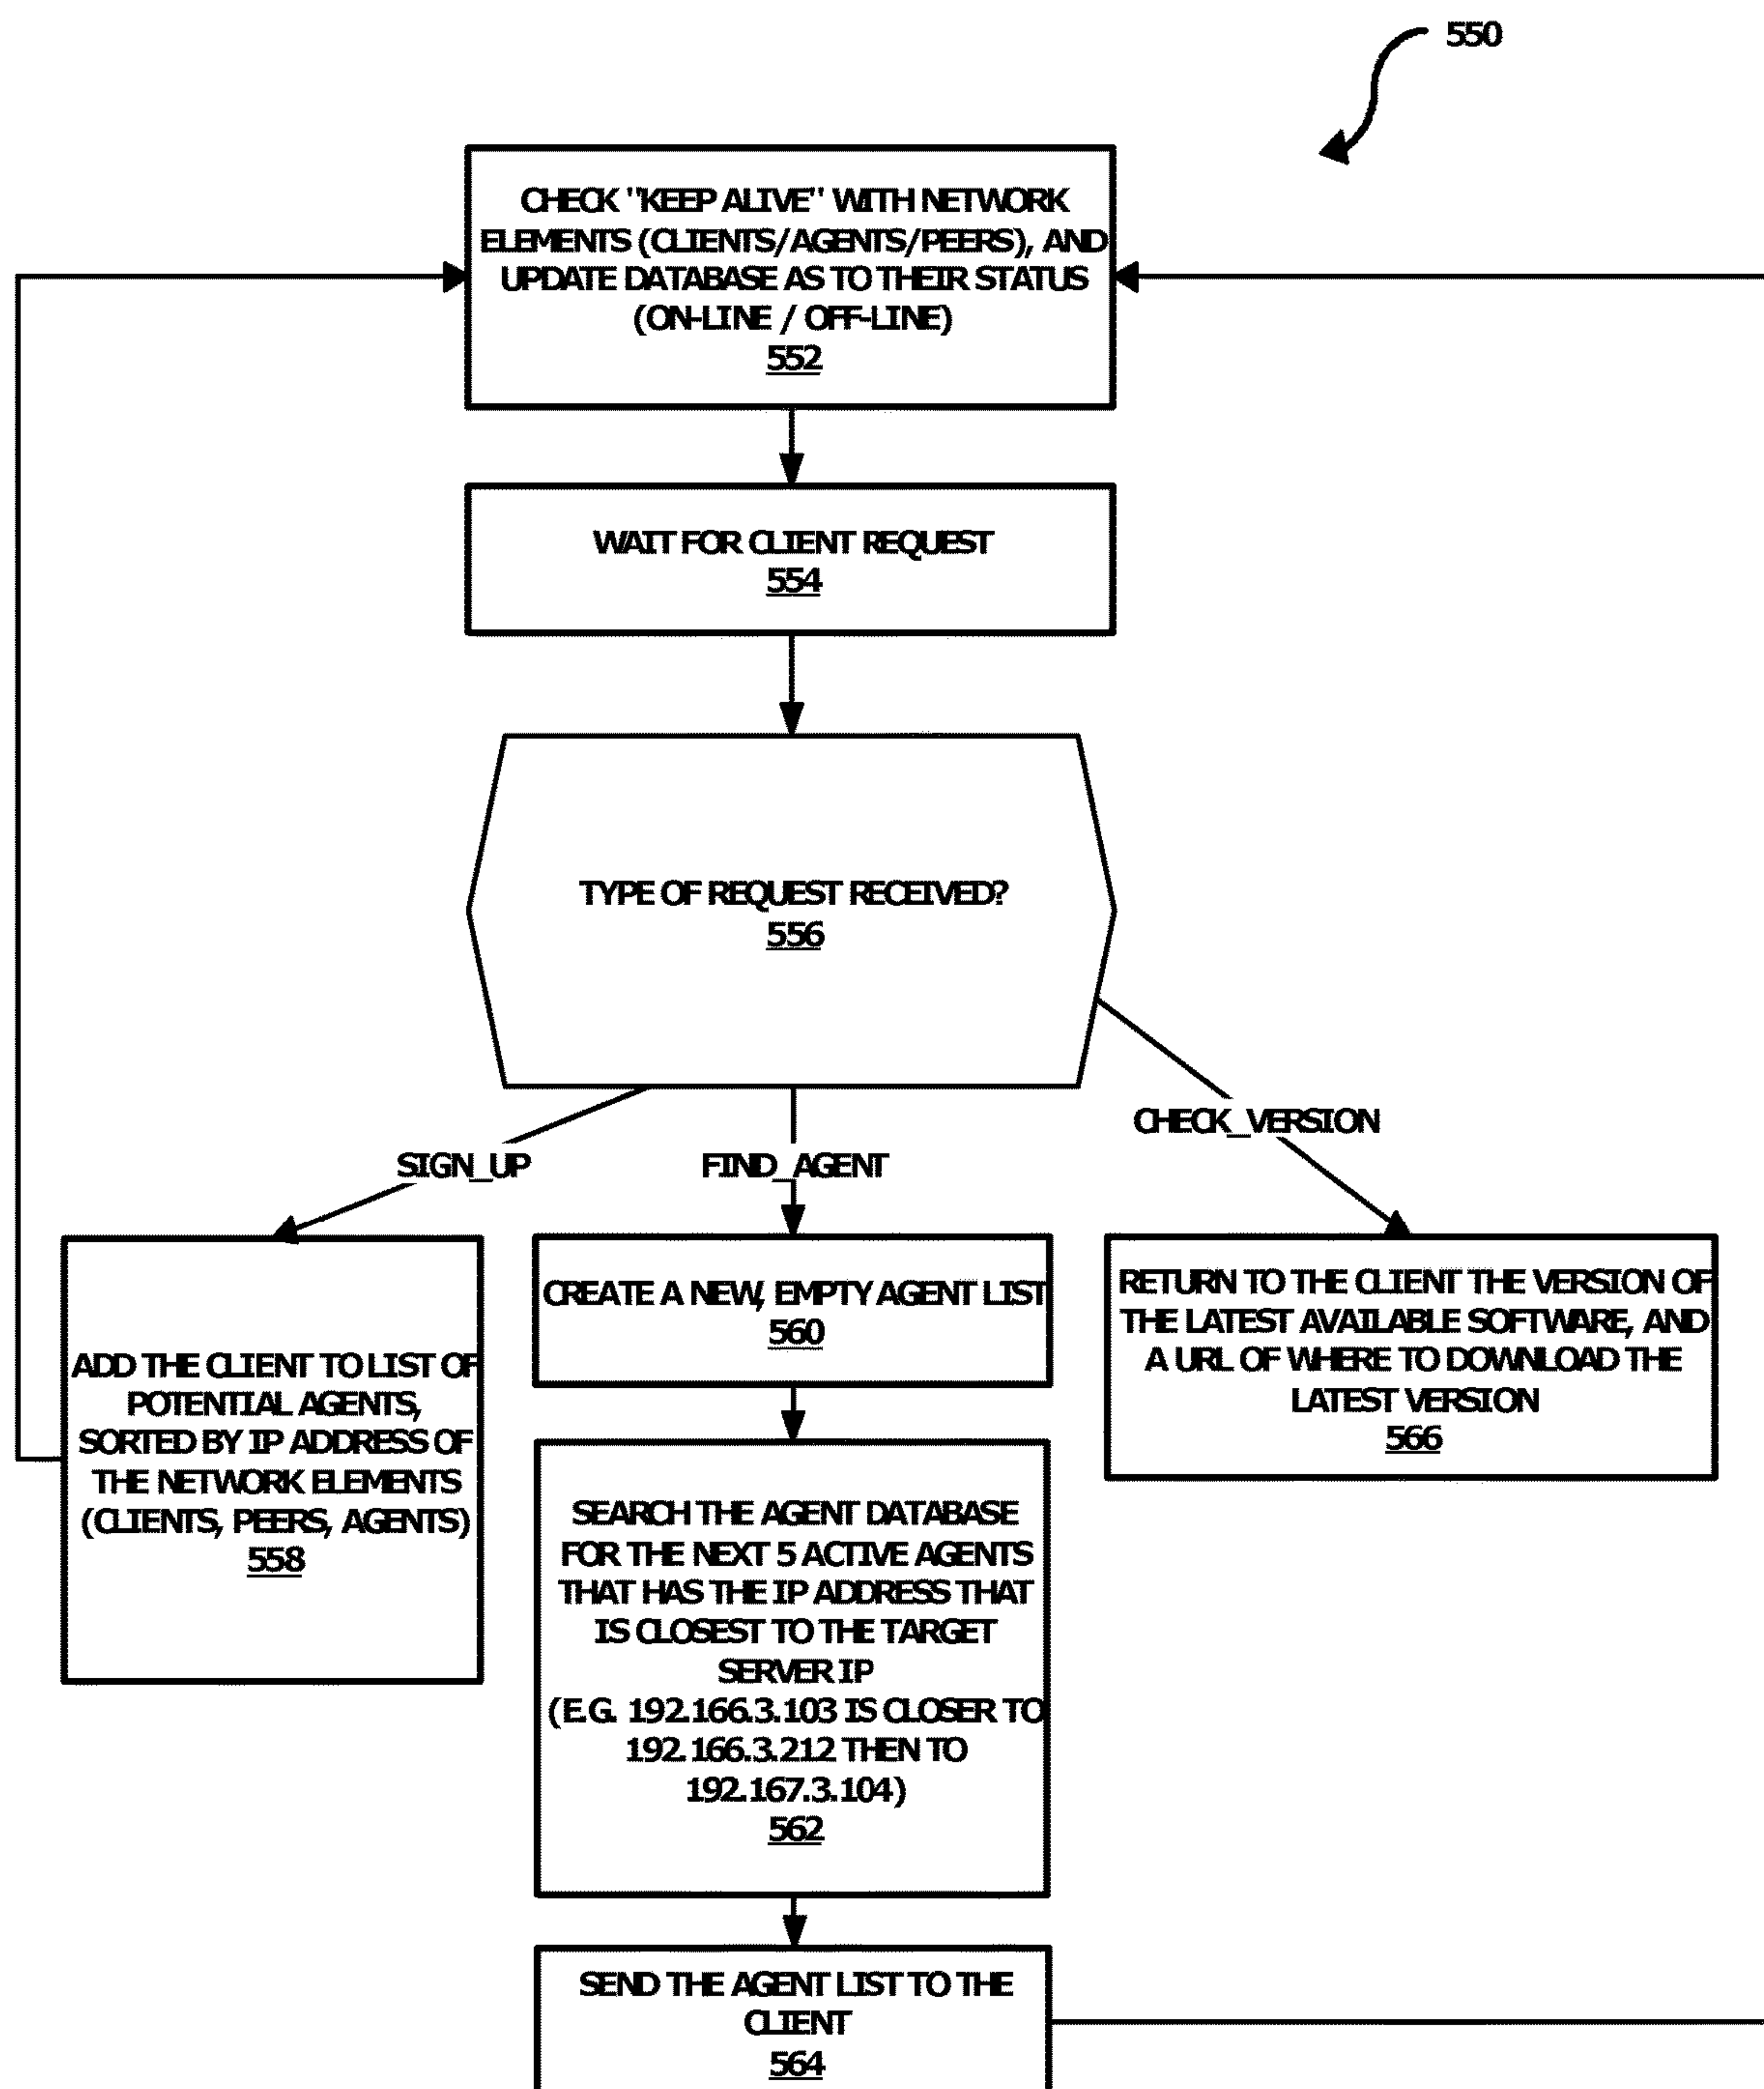 550
CHECK "KEEP ALIVE" WITH NETWORK
ELEMENTS (CLIENTS/AGENTS/PEERS), AND
UPDATE DATABASE AS TO THEIR STATUS
(ON-LINE / OFF-LINE)
552
WAIT FOR CLIENT REQUEST
554
TYPE OF REQUEST RECEIVED?
556
SIGN_UP
FIND_AGENT
CHECK_VERSION
ADD THE CLIENT TO LIST OF
POTENTIAL AGENTS,
SORTED BY IP ADDRESS OF
THE NETWORK ELEMENTS
(CLIENTS, PEERS, AGENTS)
558
CREATE A NEW, EMPTY AGENT LIST
560
SEARCH THE AGENT DATABASE
FOR THE NEXT 5 ACTIVE AGENTS
THAT HAS THE IP ADDRESS THAT
IS CLOSEST TO THE TARGET
SERVER IP
(E.G. 192.166.3.103 IS CLOSER TO
192.166.3.212 THEN TO
192.167.3.104)
562
SEND THE AGENT LIST TO THE
CLIENT
564
RETURN TO THE CLIENT THE VERSION OF
THE LATEST AVAILABLE SOFTWARE, AND
A URL OF WHERE TO DOWNLOAD THE
LATEST VERSION
566